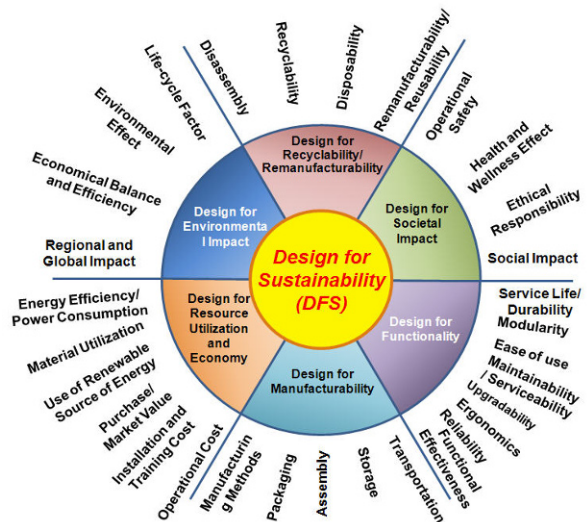 Design for
Sustainability
(DFS)
Design for
Recyclability/
Remanufacturability
Disassembly
Recyclability
Disposability
Remanufacturability/
Reusability
Design for
Societal
Impact
Operational
Safety
Health and
Wellness Effect
Ethical
Responsibility
Social Impact
Design for
Functionality
Service Life/
Durability
Modularity
Ease of use
Maintainability
/ Serviceability
Upgradability
Ergonomics
Reliability
Functional
Effectiveness
Design for
Manufacturability
Transportation
Storage
Assembly
Packaging
Manufacturin
g Methods
Design for
Resource
Utilization and
Economy
Operational Cost
Installation and
Training Cost
Purchase/
Market Value
Use of Renewable
Source of Energy
Material Utilization
Energy Efficiency/
Power Consumption
Design for
Environmenta
l Impact
Regional and
Global Impact
Economical Balance
and Efficiency
Environmental
Effect
Life-cycle Factor